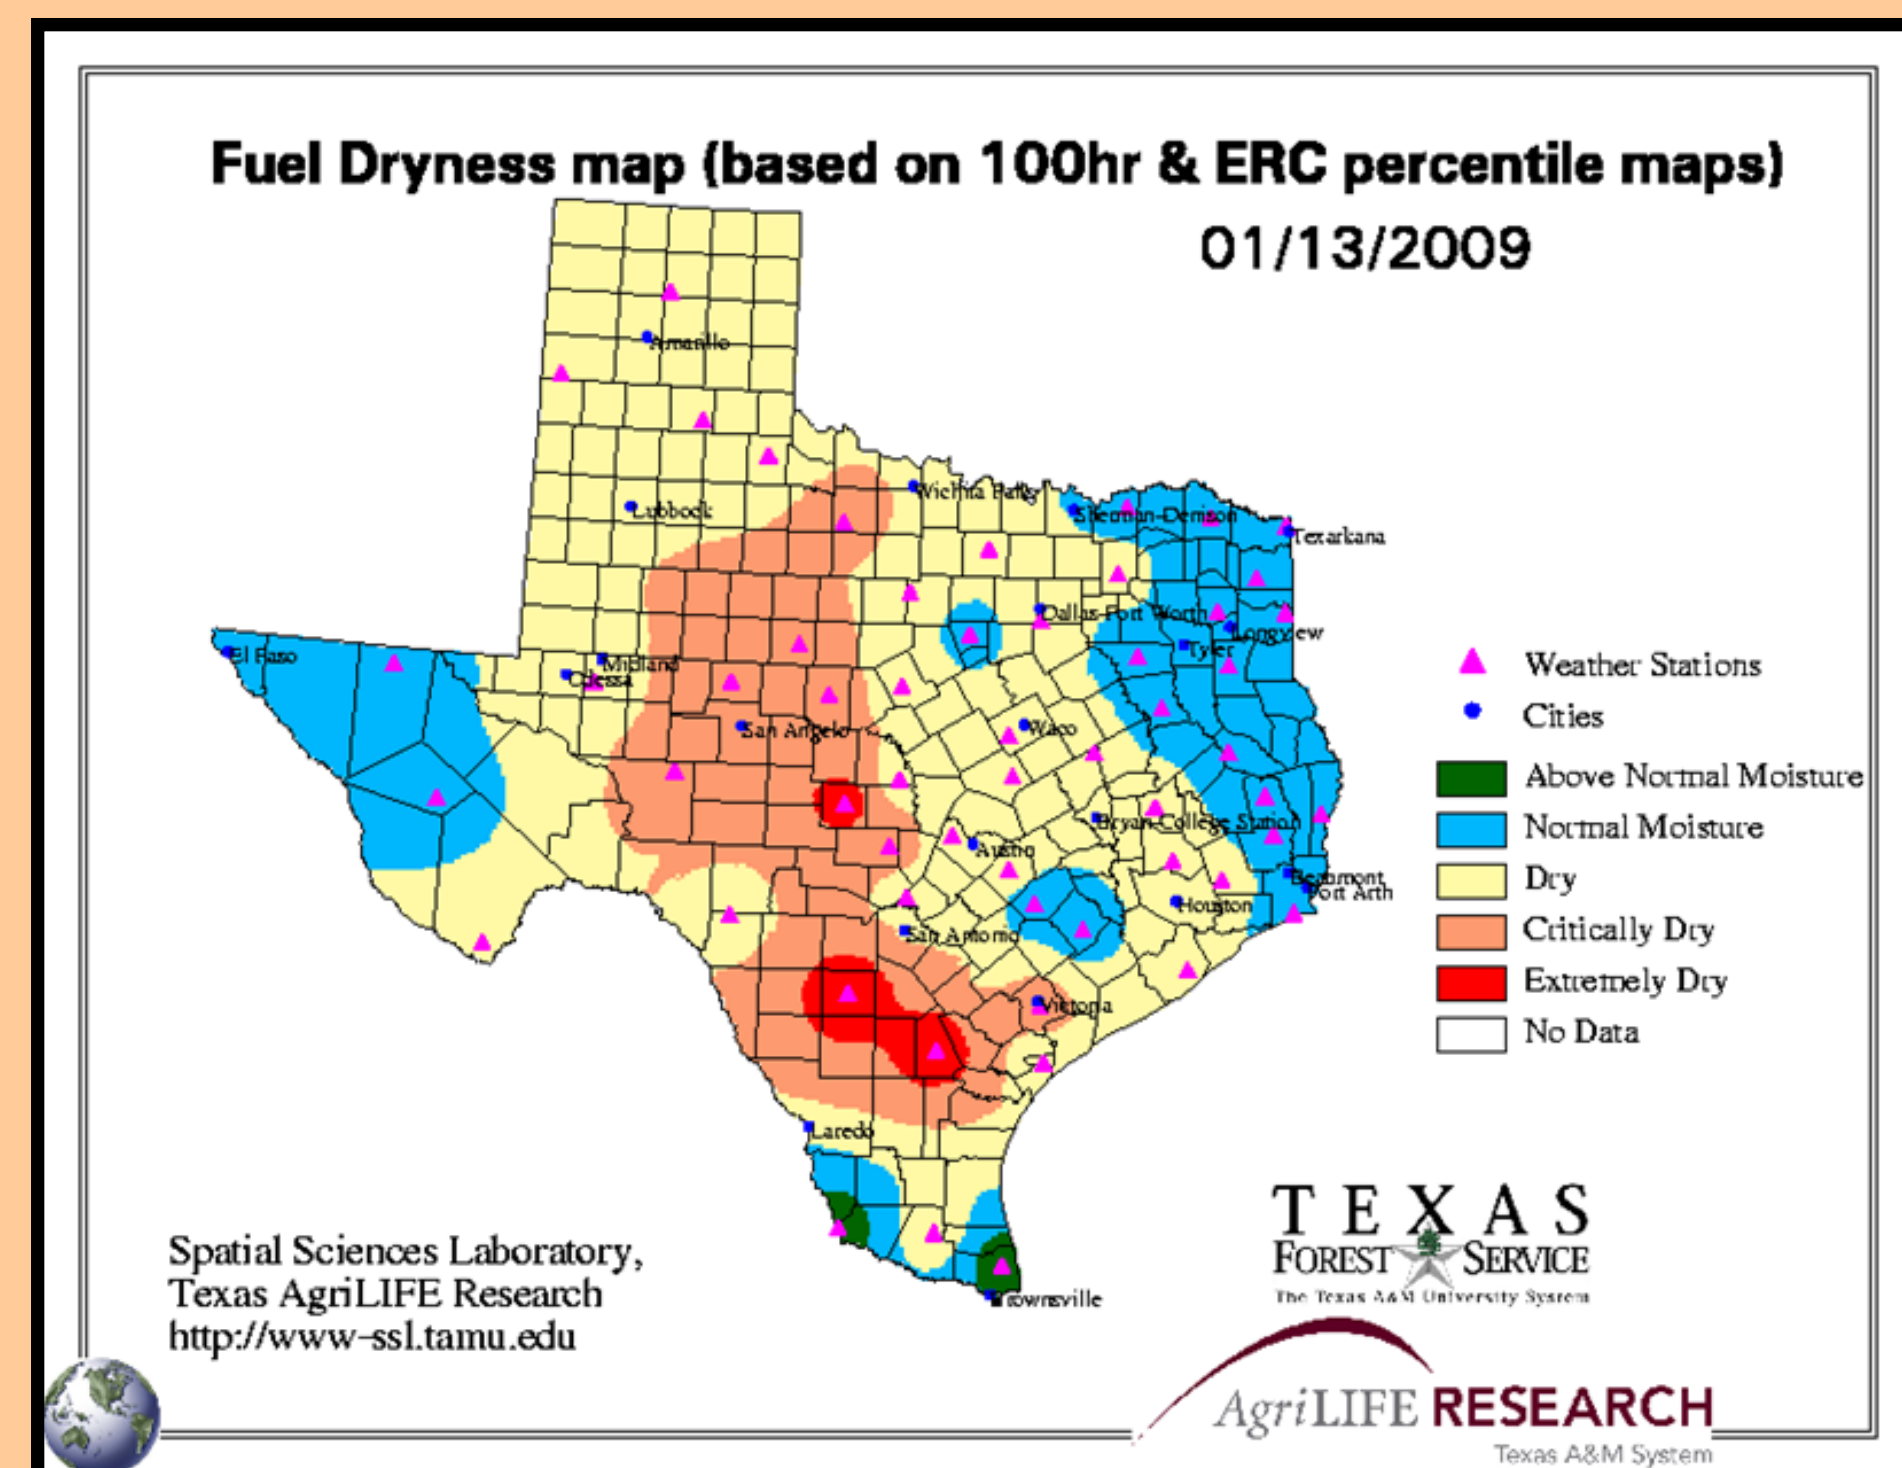 Fuel Dryness map (based on 100hr & ERC percentile maps)
01/13/2009
Amarillo
Lubbock
Wichita Falls
Sherman-Denison
Texarkana
Dallas-Fort Worth
Longview
Tyler
El Paso
Midland
Odessa
San Angelo
Waco
Bryan-College Station
Austin
Beaumont
Port Arth
Houston
San Antonio
Victoria
Laredo
Brownsville
Weather Stations
Cities
Above Normal Moisture
Normal Moisture
Dry
Critically Dry
Extremely Dry
No Data
Spatial Sciences Laboratory,
Texas AgriLIFE Research
http://www-ssl.tamu.edu
TEXAS
FOREST SERVICE
The Texas A&M University System
AgriLIFE RESEARCH
Texas A&M System